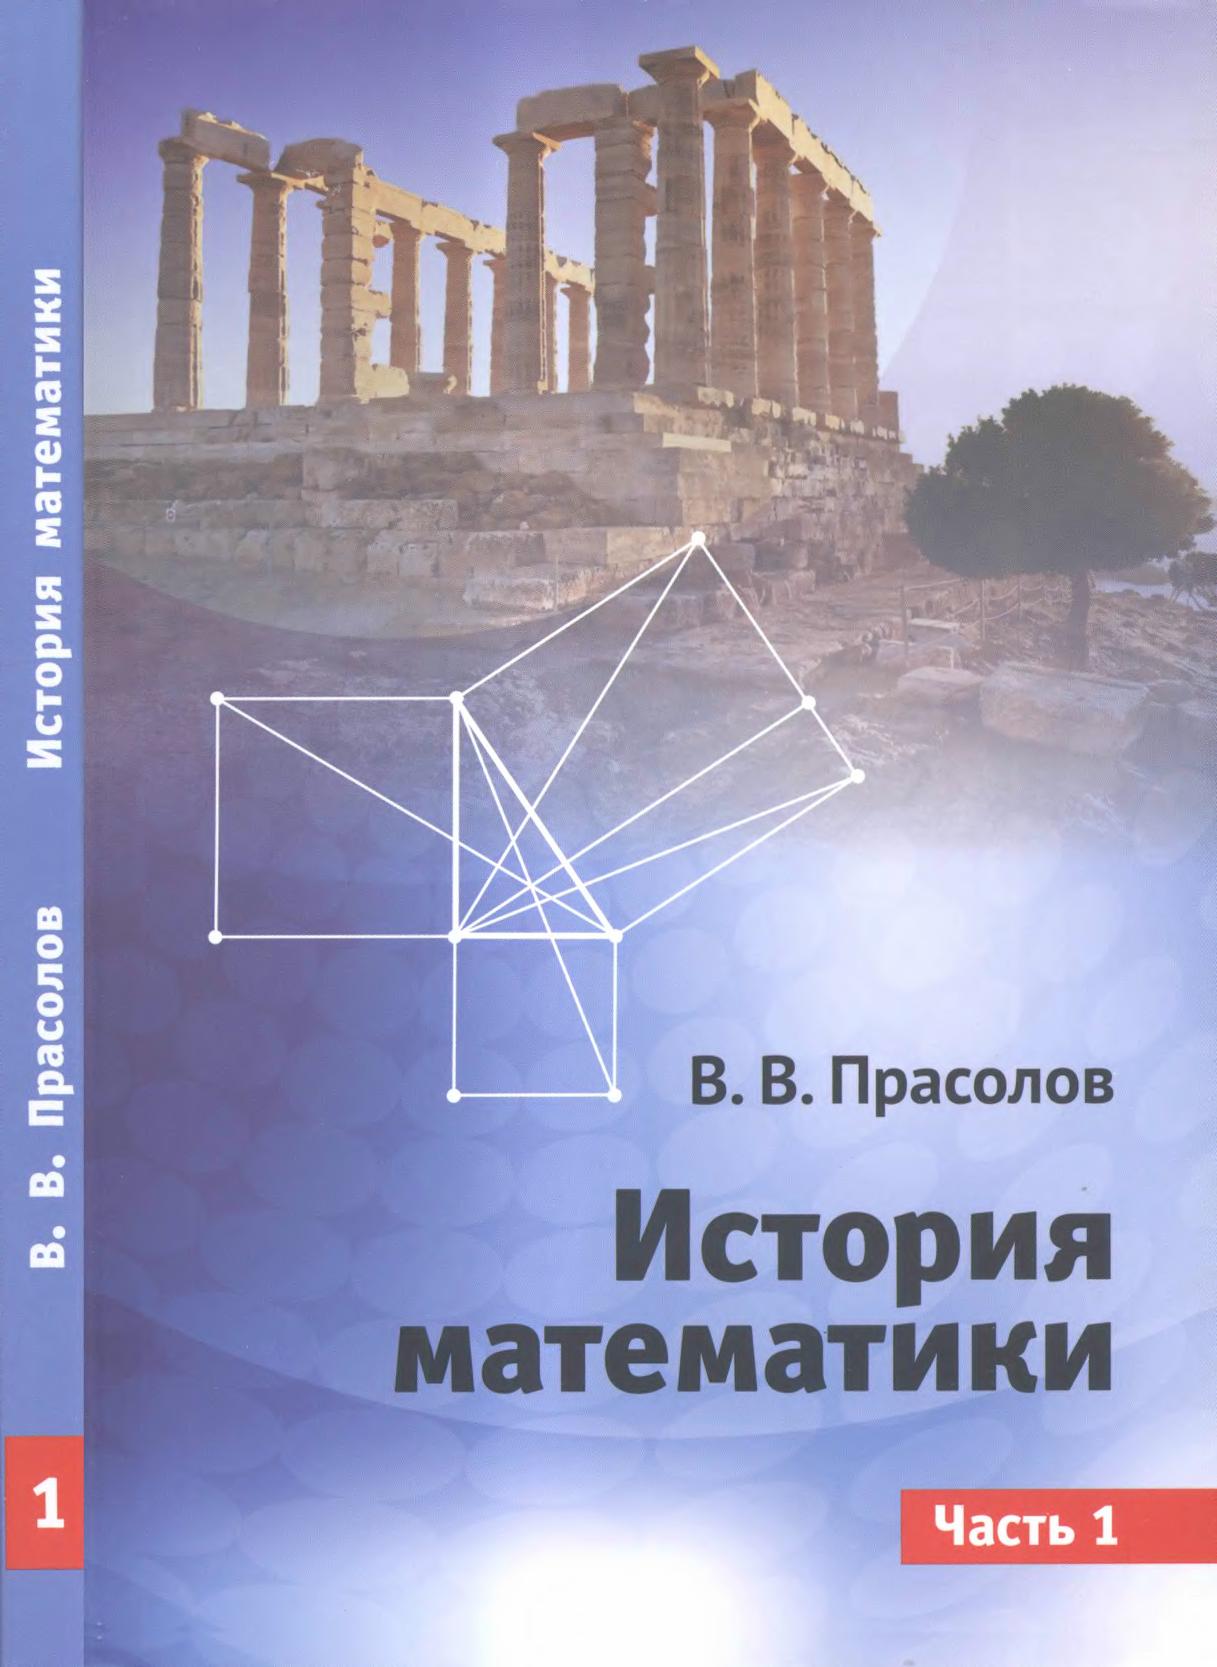 В. В. Прасолов История математики
1
В. В. Прасолов
История
математики
Часть 1